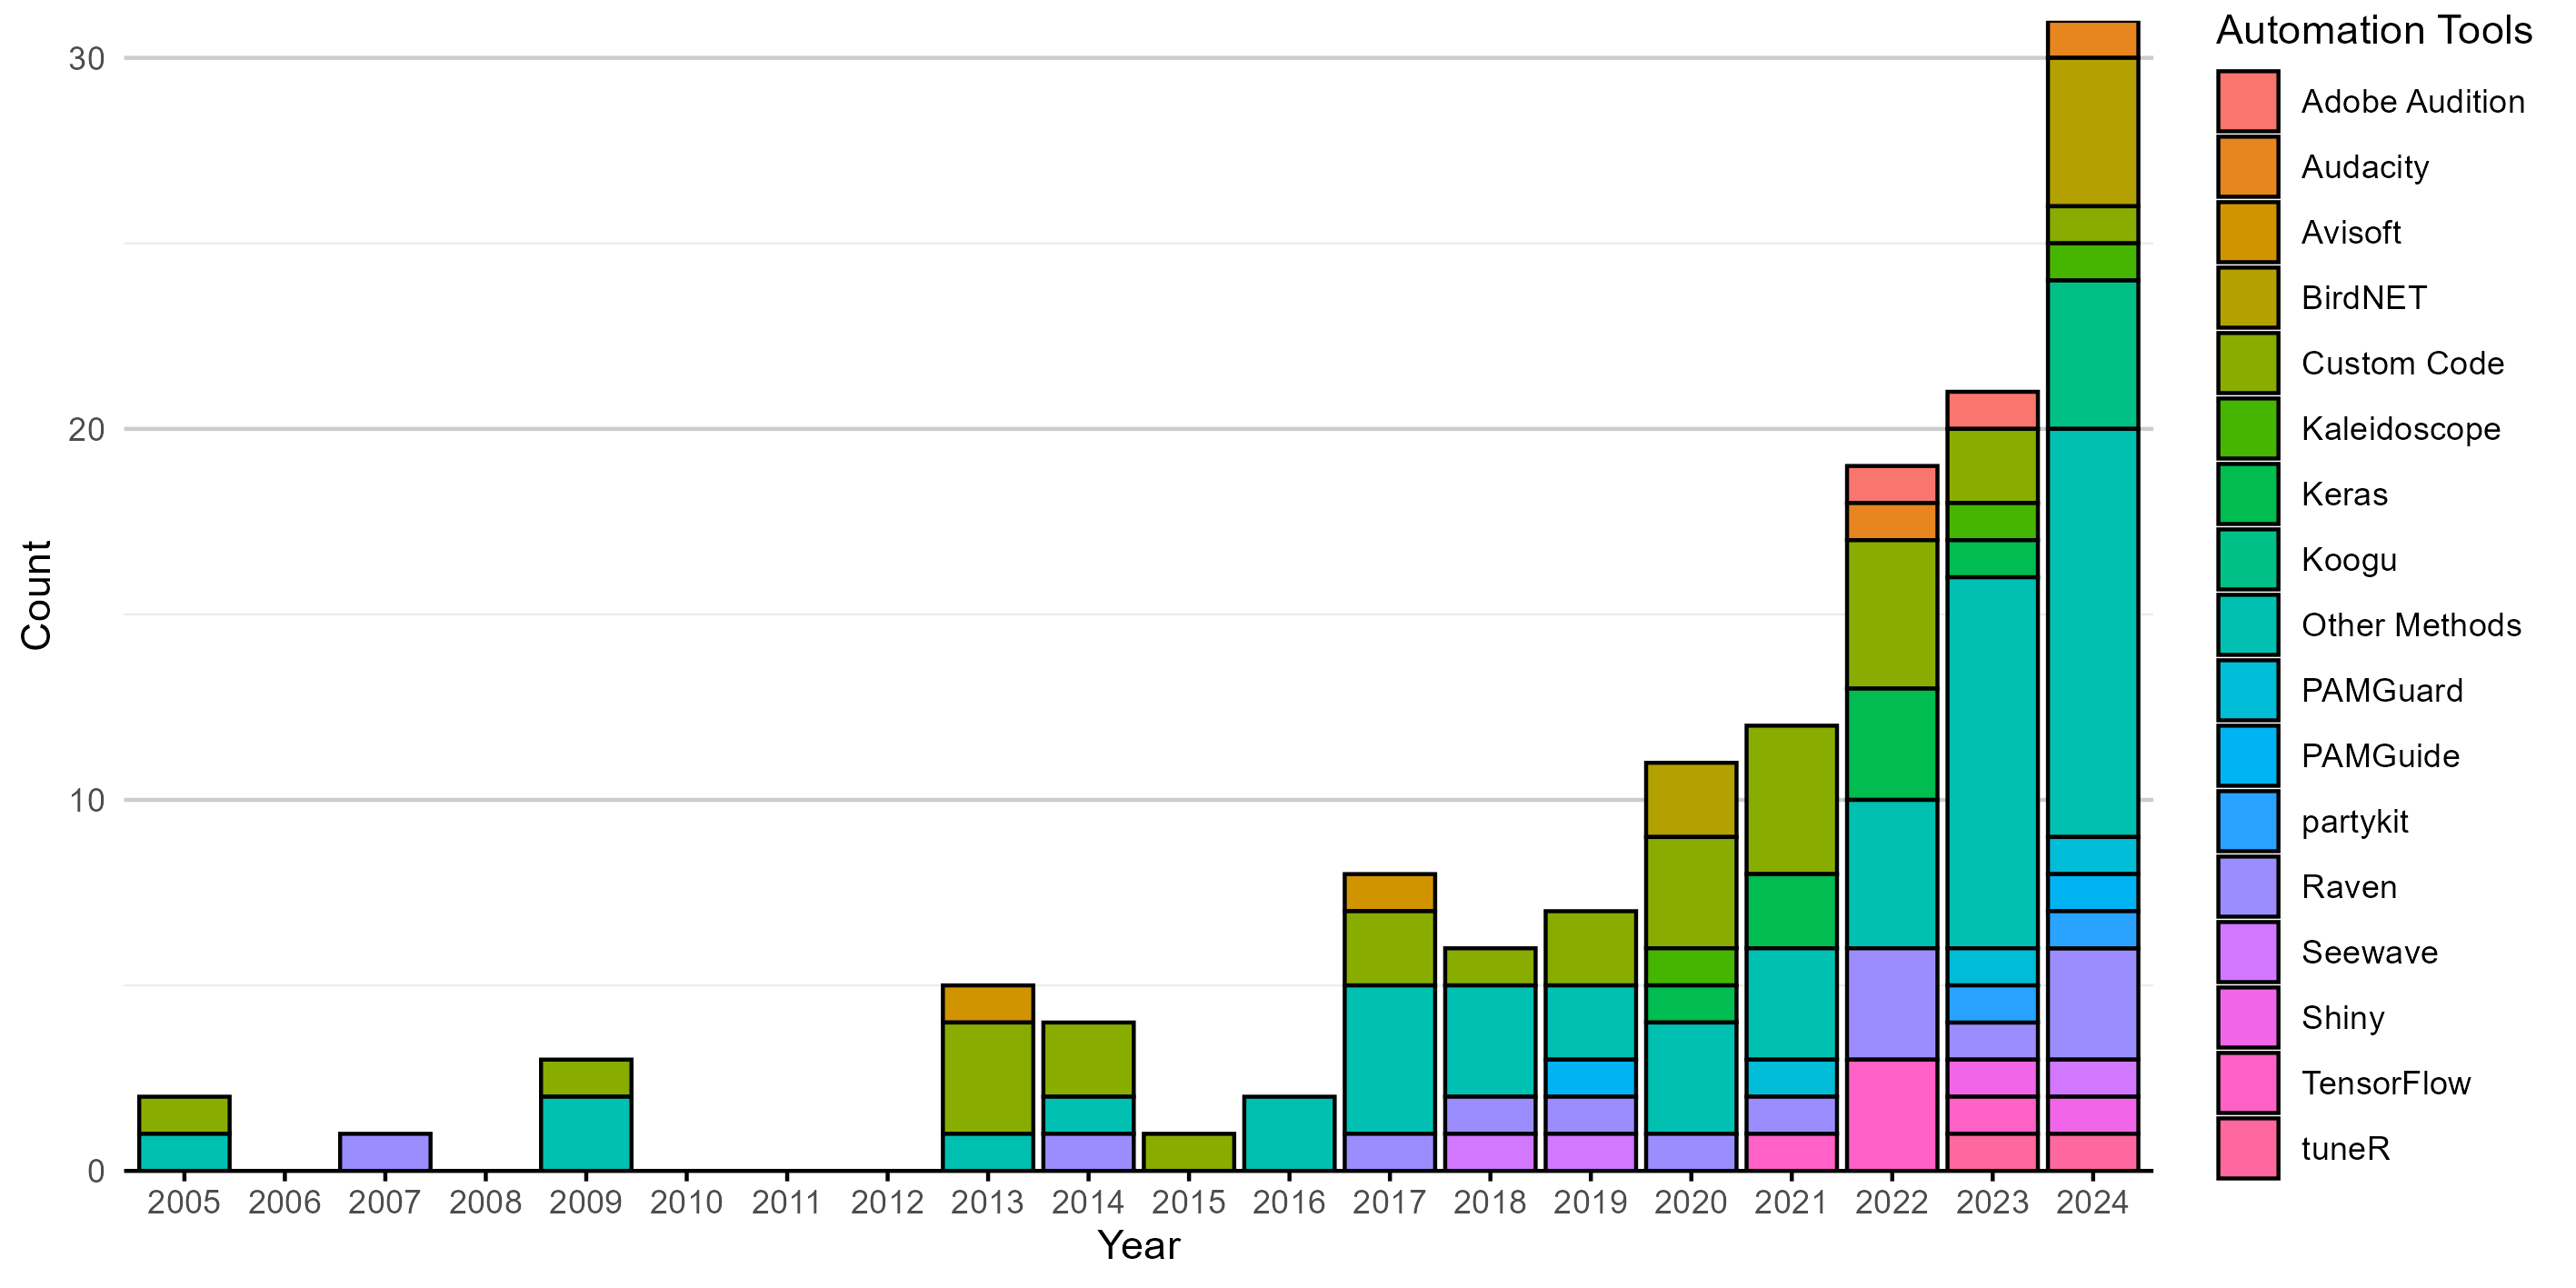 Automation Tools
Adobe Audition
Audacity
Avisoft
BirdNET
Custom Code
Kaleidoscope
Keras
Koogu
Other Methods
PAMGuard
PAMGuide
partykit
Raven
Seewave
Shiny
TensorFlow
tuneR
Count
30
20
10
0
2005 2006 2007 2008 2009 2010 2011 2012 2013 2014 2015 2016 2017 2018 2019 2020 2021 2022 2023 2024
Year